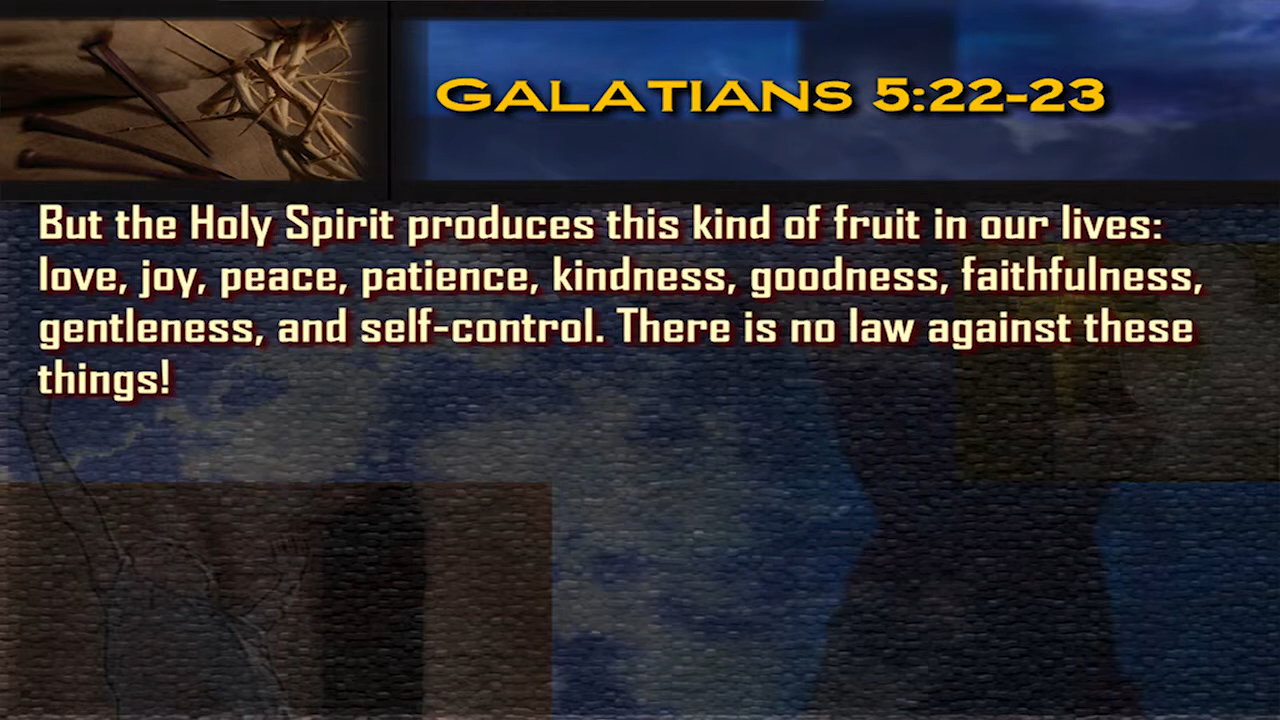 GALATIANS 5:22-23
But the Holy Spirit produces this kind of fruit in our lives:
love, joy, peace, patience, kindness, goodness, faithfulness,
gentleness, and self-control. There is no law against these
things!